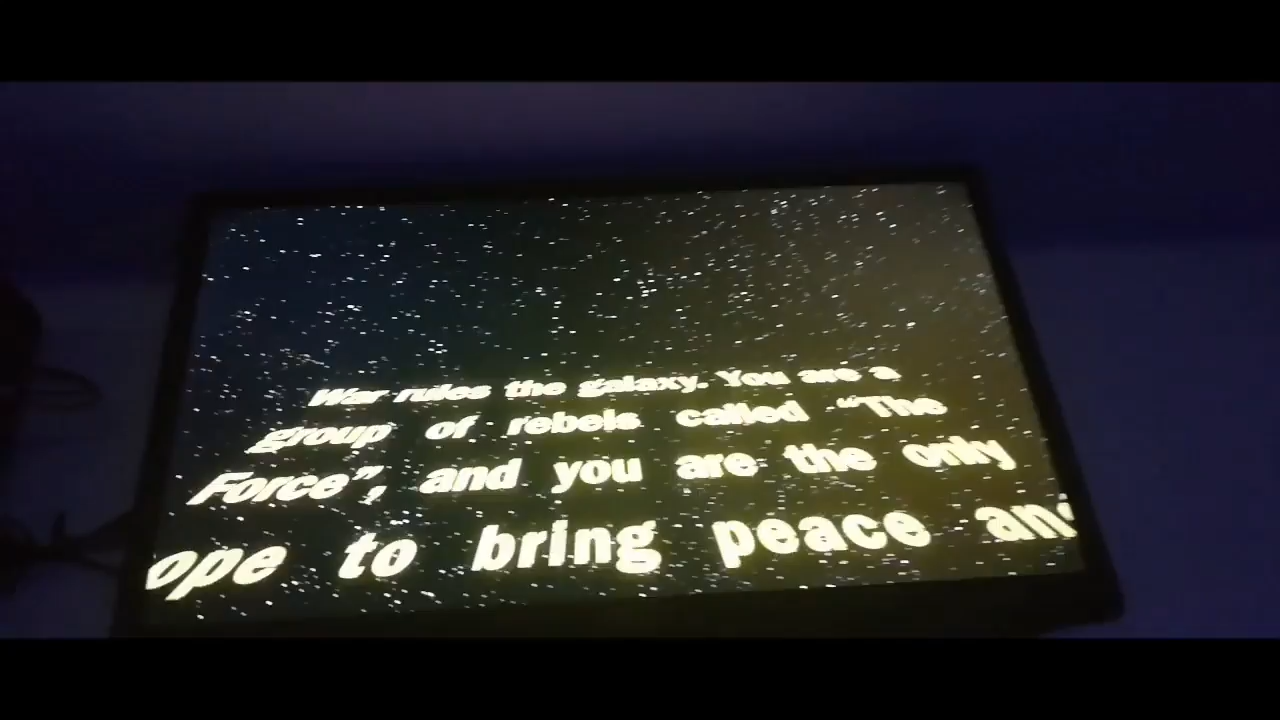 War rules the galaxy. You are a
group of rebels called “The
Force”, and you are the only
ope to bring peace an